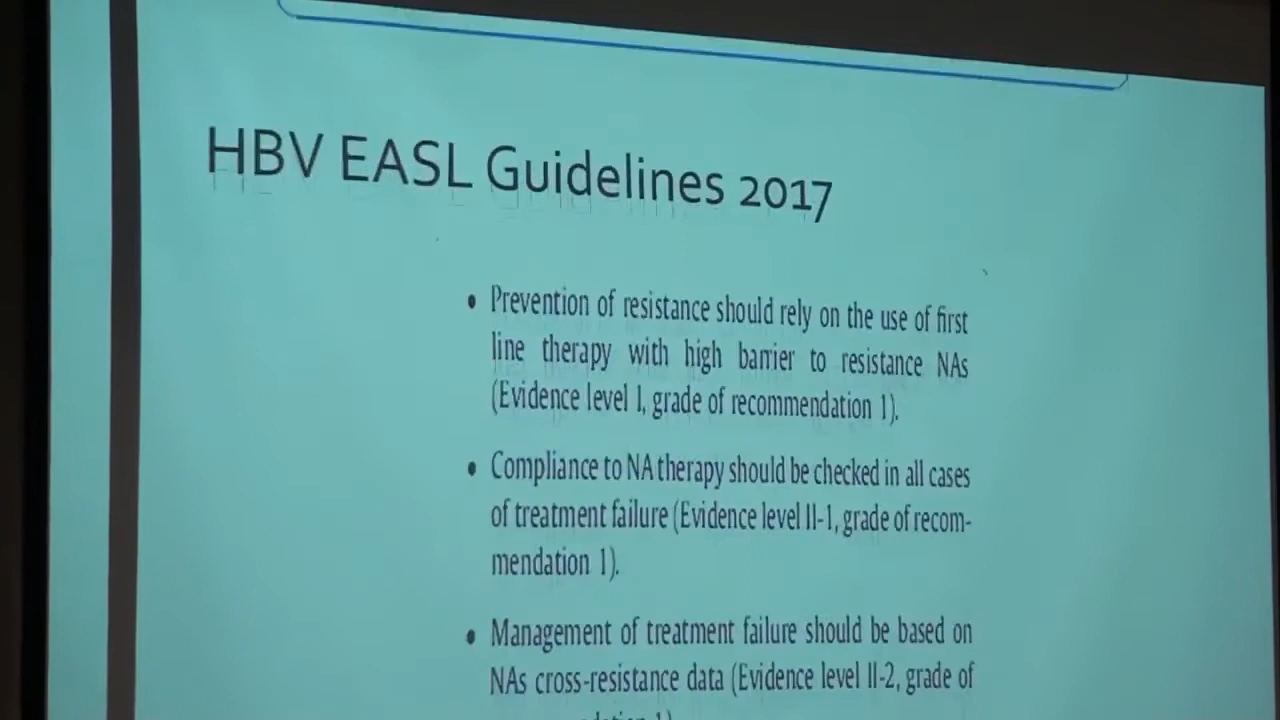 HBV EASL Guidelines 2017
• Prevention of resistance should rely on the use of first
line therapy with high barrier to resistance NAs
(Evidence level I, grade of recommendation 1).
• Compliance to NA therapy should be checked in all cases
of treatment failure (Evidence level II-1, grade of recom-
mendation 1).
• Management of treatment failure should be based on
NAs cross-resistance data (Evidence level II-2, grade of